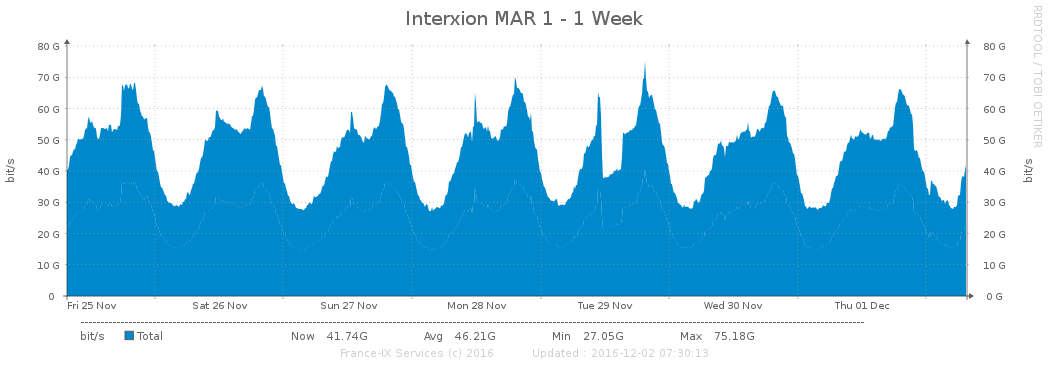 Interxion MAR 1 - 1 Week
RRDTOOL / TOBI OETIKER
bit/s
bit/s
80 G 80 G
70 G 70 G
60 G 60 G
50 G 50 G
40 G 40 G
30 G 30 G
20 G 20 G
10 G 10 G
0 0 G
Fri 25 Nov Sat 26 Nov Sun 27 Nov Mon 28 Nov Tue 29 Nov Wed 30 Nov Thu 01 Dec
bit/s Total Now 41.74G Avg 46.21G Min 27.05G Max 75.18G
France-IX Services (c) 2016 Updated : 2016-12-02 07:30:13